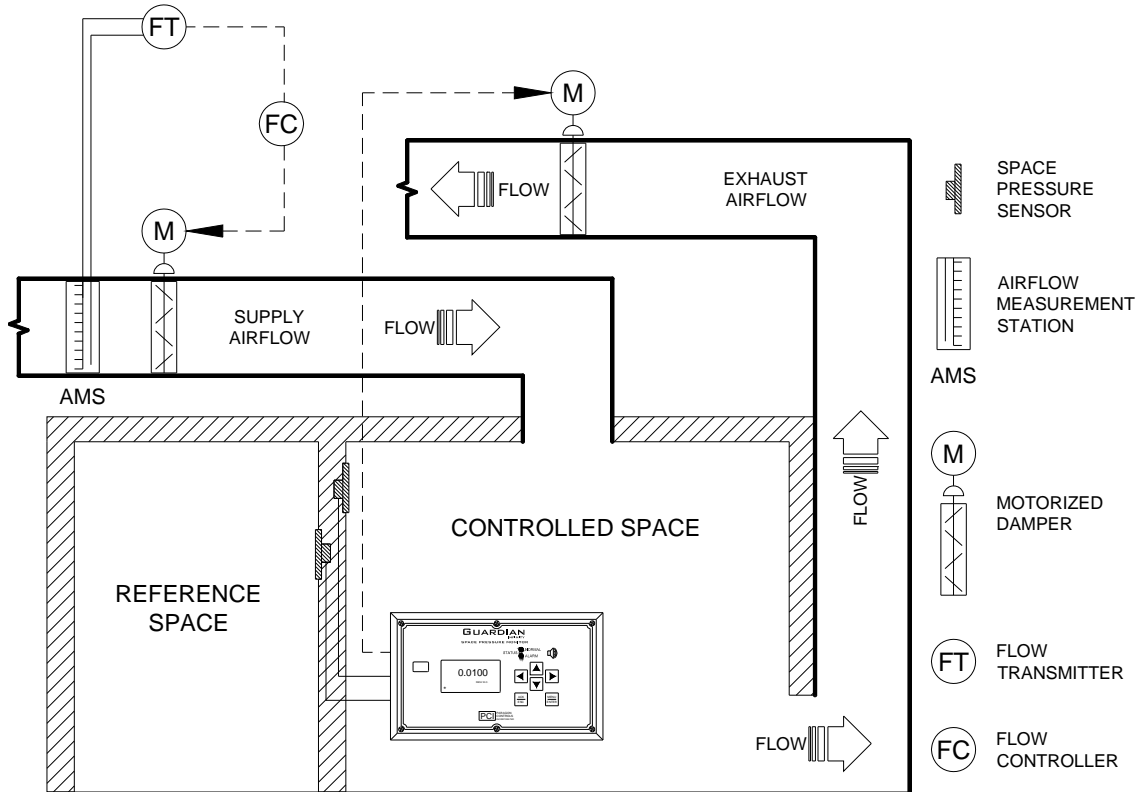 FT
FC
M
M
FLOW
EXHAUST
AIRFLOW
SUPPLY
AIRFLOW
FLOW
AMS
CONTROLLED SPACE
REFERENCE
SPACE
GUARDIAN
SPACE PRESSURE MONITOR
STATUS
NORMAL
ALARM
0.0100
PCI
FLOW
FLOW
SPACE
PRESSURE
SENSOR
AIRFLOW
MEASUREMENT
STATION
AMS
M
MOTORIZED
DAMPER
FT
FLOW
TRANSMITTER
FC
FLOW
CONTROLLER